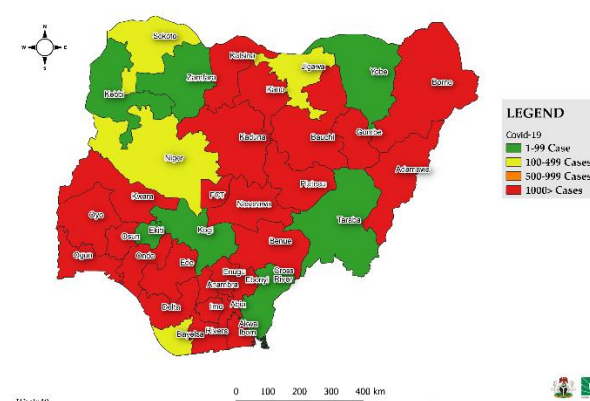 N
W E
S
Sokoto
Katsina
Jigawa
Yobe
Borno
Zamfara
Kebbi
Kano
LEGEND
Covid-19
1-99 Case
100-499 Cases
500-999 Cases
1000> Cases
Kaduna
Bauchi
Gombe
Adamawa
Niger
Plateau
Kwara
FCT
Nasarawa
Taraba
Oyo
Osun
Ekiti
Kogi
Benue
Ogun
Ondo
Edo
Enugu
Ebonyi
Cross
River
Anambra
Delta
Imo
Abia
Akwa
Ibom
Bayelsa
Rivers
0 100 200 300 400 km